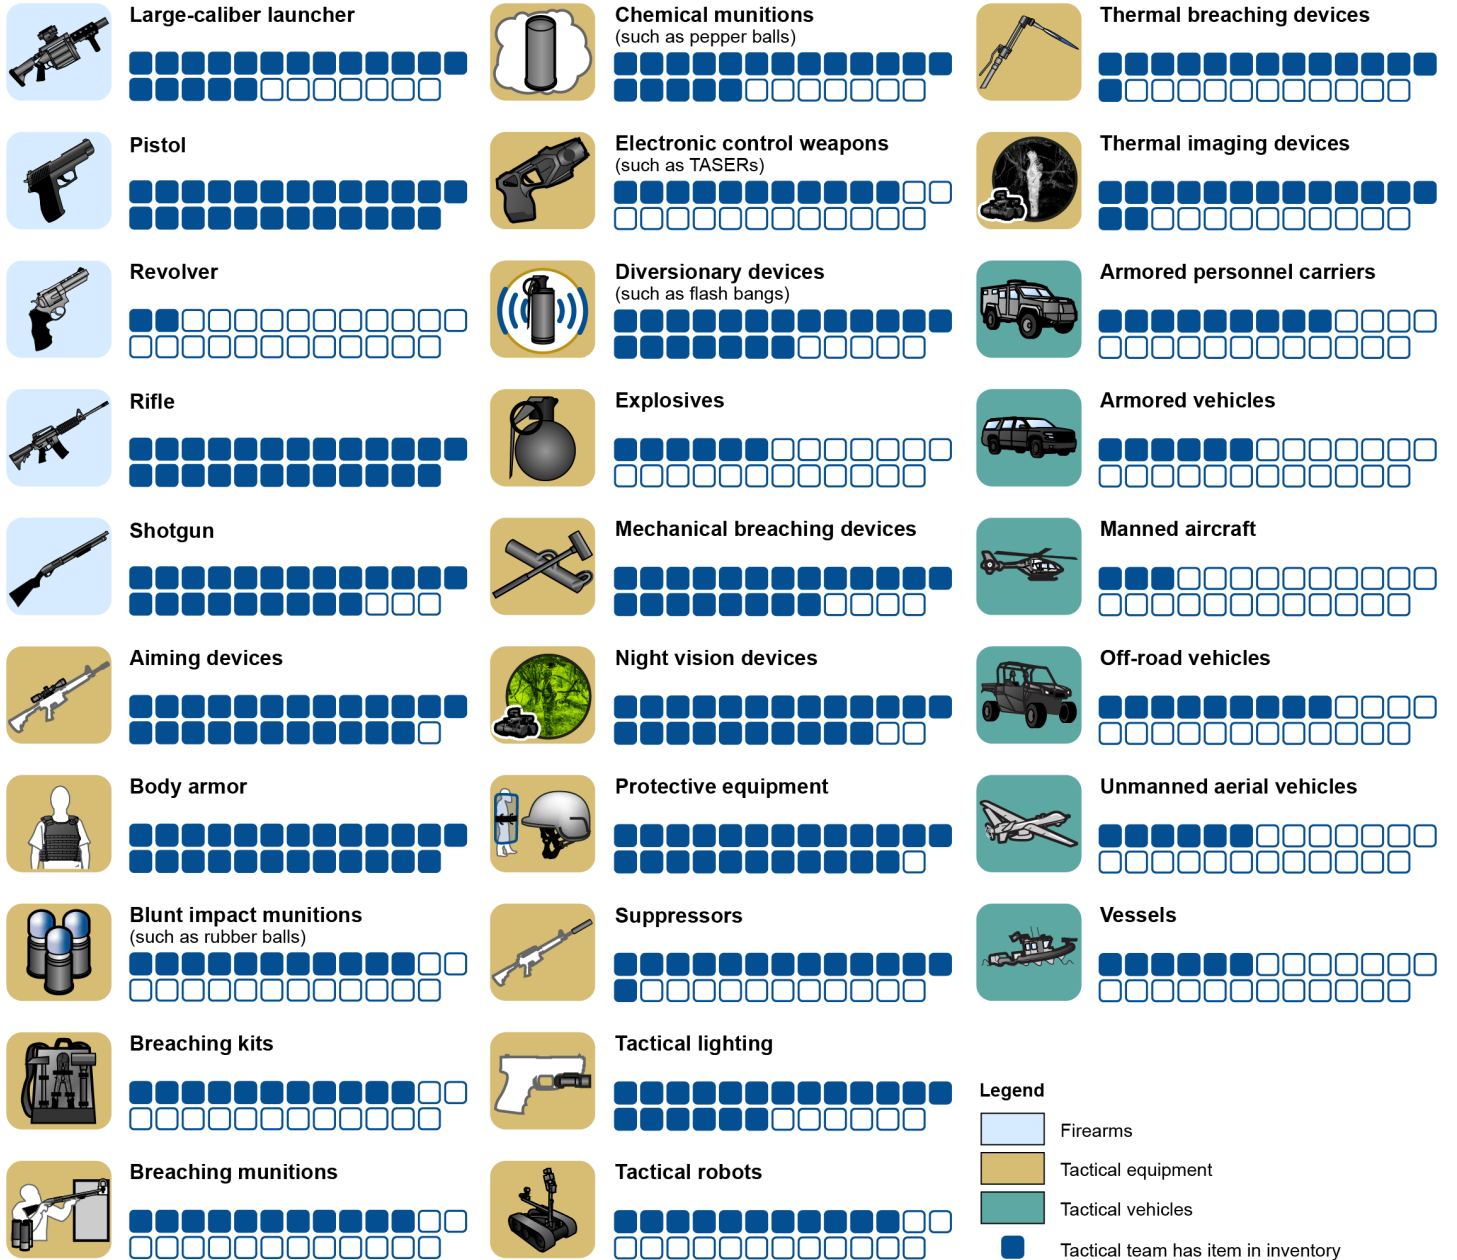 Large-caliber launcher
Pistol
Revolver
Rifle
Shotgun
Aiming devices
Body armor
Blunt impact munitions
(such as rubber balls)
Breaching kits
Breaching munitions
Chemical munitions
(such as pepper balls)
Electronic control weapons
(such as TASERs)
Diversionary devices
(such as flash bangs)
Explosives
Mechanical breaching devices
Night vision devices
Protective equipment
Suppressors
Tactical lighting
Tactical robots
Thermal breaching devices
Thermal imaging devices
Armored personnel carriers
Armored vehicles
Manned aircraft
Off-road vehicles
Unmanned aerial vehicles
Vessels
Legend
Firearms
Tactical equipment
Tactical vehicles
Tactical team has item in inventory